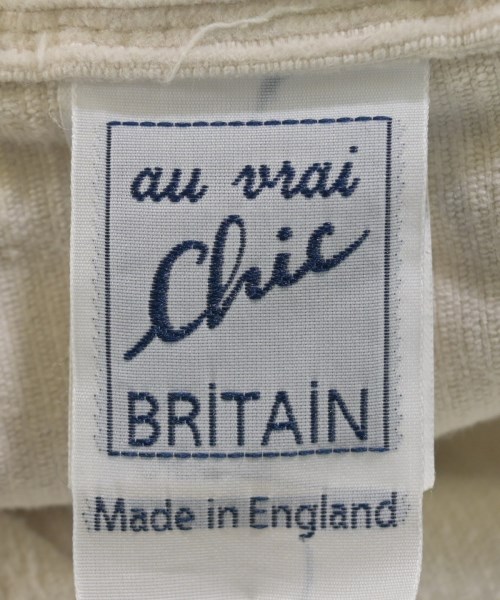 au vrai
Chic
BRiTAiN
Made in England